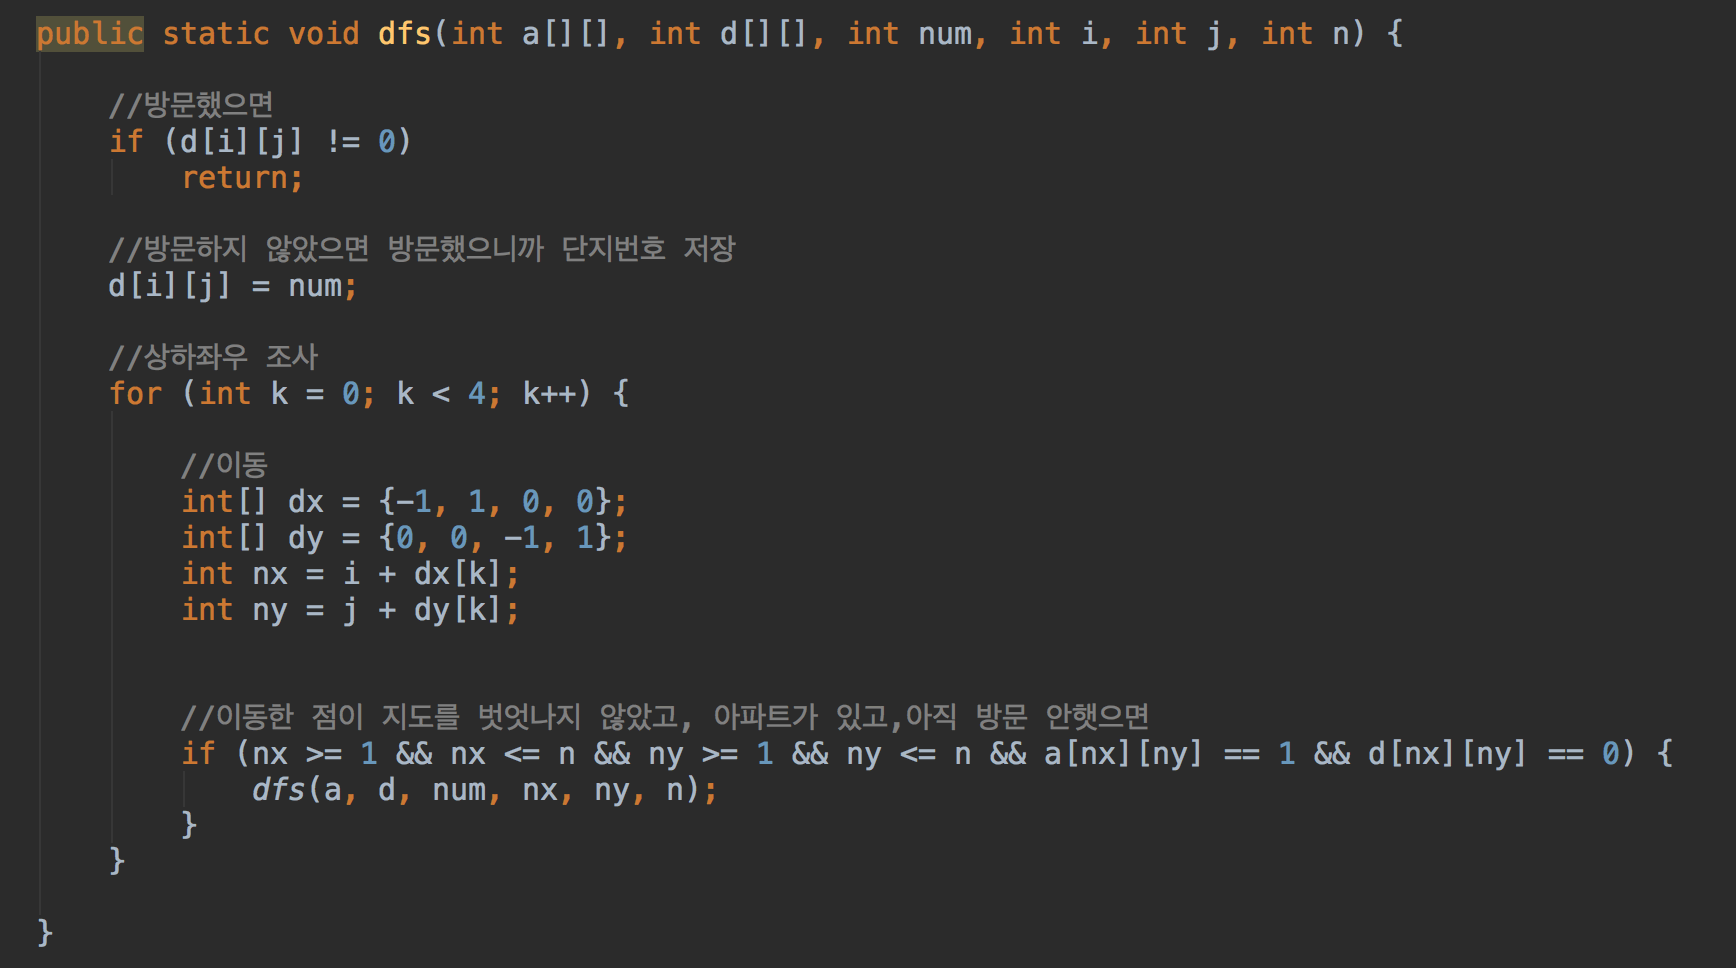 public static void dfs(int a[][], int d[][], int num, int i, int j, int n) {
//방문했으면
if (d[i][j] != 0)
return;
//방문하지 않았으면 방문했으니까 단지번호 저장
d[i][j] = num;
//상하좌우 조사
for (int k = 0; k < 4; k++) {
//이동
int[] dx = {-1, 1, 0, 0};
int[] dy = {0, 0, -1, 1};
int nx = i + dx[k];
int ny = j + dy[k];
//이동한 점이 지도를 벗엇나지 않았고, 아파트가 있고,아직 방문 안햇으면
if (nx >= 1 && nx <= n && ny >= 1 && ny <= n && a[nx][ny] == 1 && d[nx][ny] == 0) {
dfs(a, d, num, nx, ny, n);
}
}
}